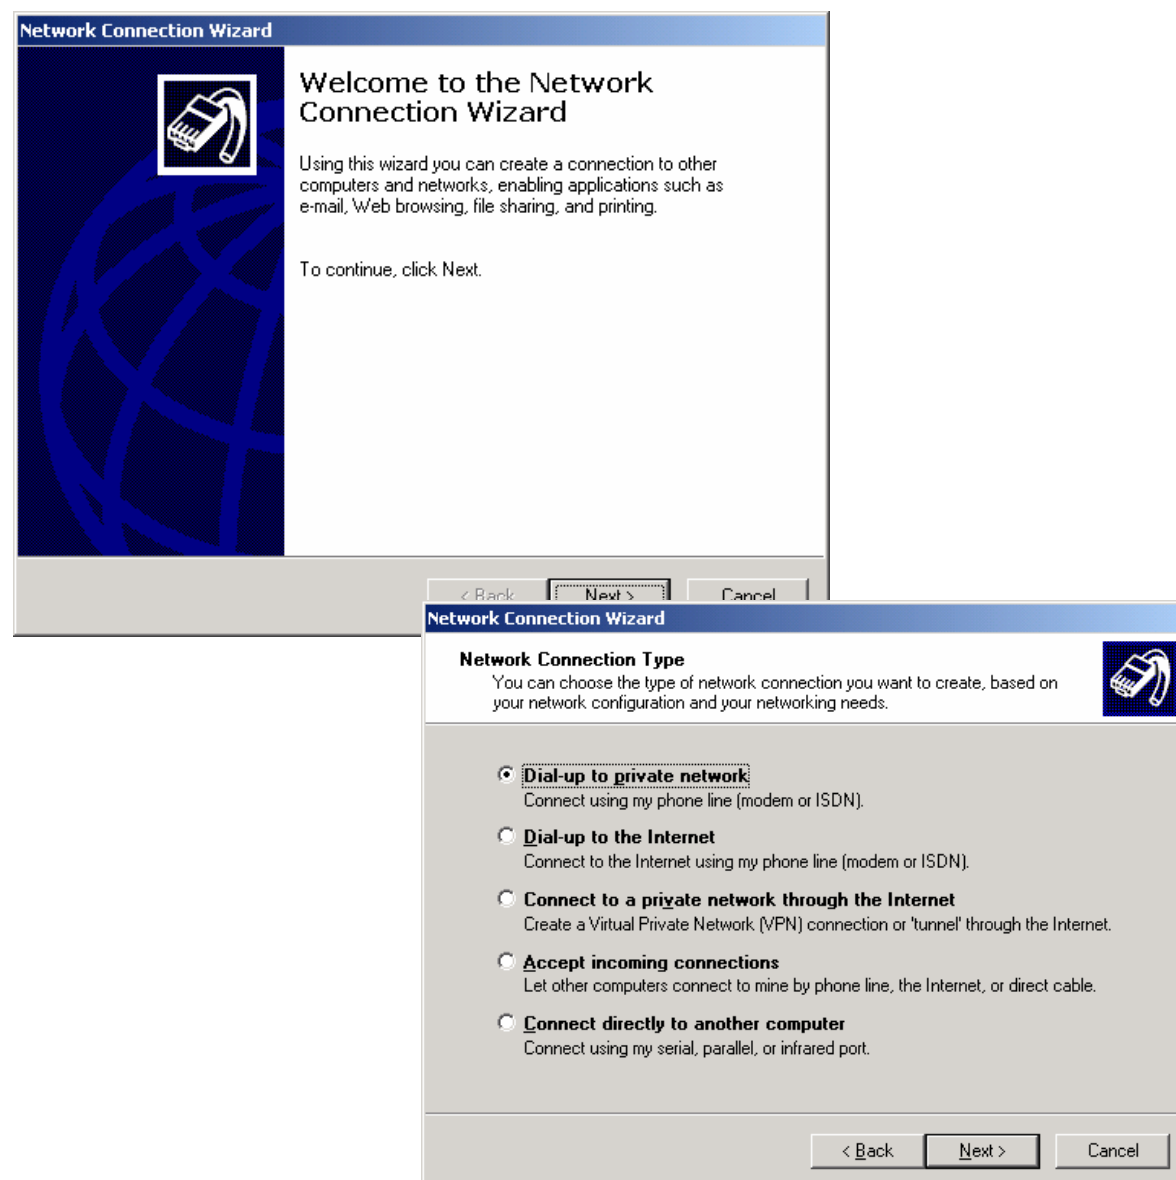 Network Connection Wizard
Welcome to the Network
Connection Wizard
Using this wizard you can create a connection to other
computers and networks, enabling applications such as
e-mail, Web browsing, file sharing, and printing.
To continue, click Next.
< Back Next > Cancel
Network Connection Wizard
Network Connection Type
You can choose the type of network connection you want to create, based on
your network configuration and your networking needs.
Dial-up to private network
Connect using my phone line (modem or ISDN).
Dial-up to the Internet
Connect to the Internet using my phone line (modem or ISDN).
Connect to a private network through the Internet
Create a Virtual Private Network (VPN) connection or 'tunnel' through the Internet.
Accept incoming connections
Let other computers connect to mine by phone line, the Internet, or direct cable.
Connect directly to another computer
Connect using my serial, parallel, or infrared port.
< Back Next > Cancel